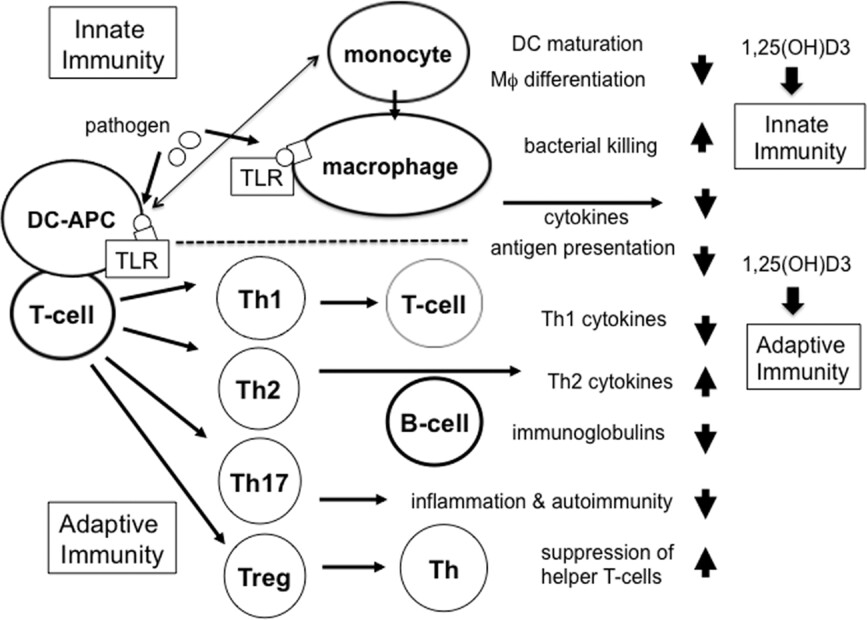 Innate
Immunity
monocyte
DC maturation
Mϕ differentiation
1,25(OH)D3
pathogen
bacterial killing
Innate
Immunity
TLR
macrophage
DC-APC
cytokines
TLR
antigen presentation
1,25(OH)D3
T-cell
Th1
T-cell
Th1 cytokines
Adaptive
Immunity
Th2
Th2 cytokines
B-cell
immunoglobulins
Th17
inflammation & autoimmunity
Adaptive
Immunity
Treg
Th
suppression of
helper T-cells